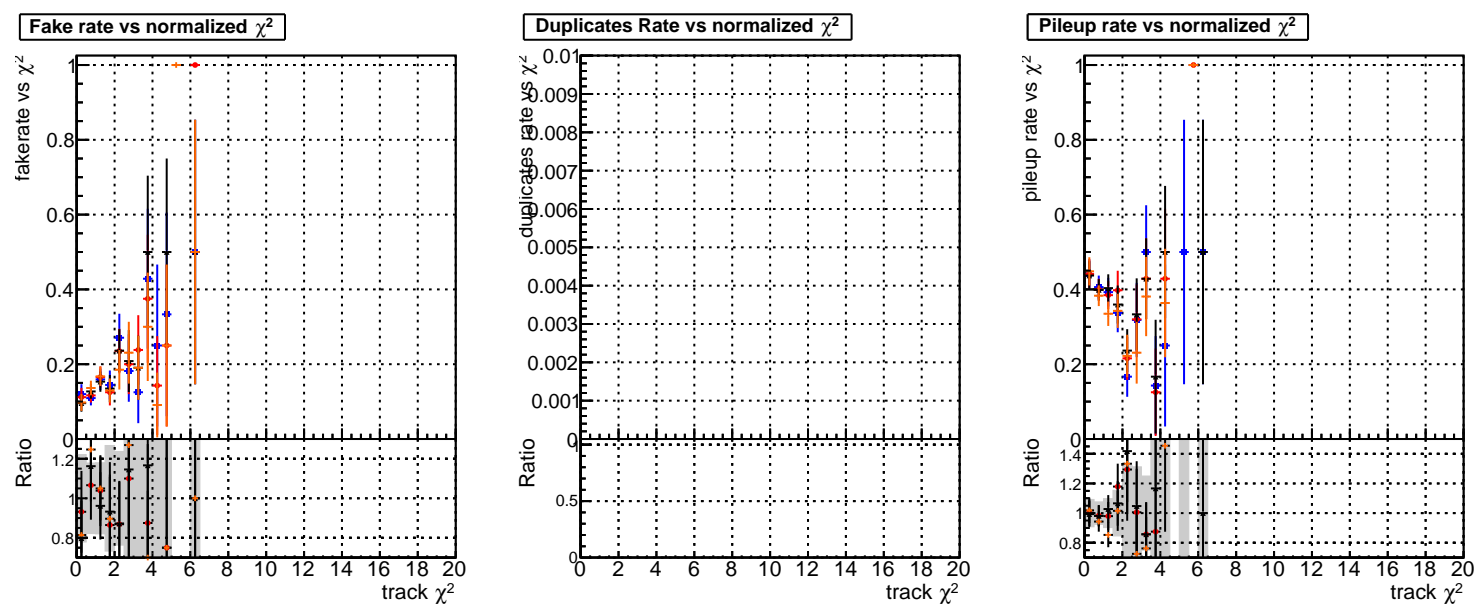 Fake rate vs normalized χ²
fakerate vs χ²
1
0.8
0.6
0.4
0.2
0
Ratio
1.2
1
0.8
0 2 4 6 8 10 12 14 16 18 20
track χ²
Duplicates Rate vs normalized χ²
duplicates rate vs χ²
0.01
0.009
0.008
0.007
0.006
0.005
0.004
0.003
0.002
0.001
0
Ratio
1
0.5
0
0 2 4 6 8 10 12 14 16 18 20
track χ²
Pileup rate vs normalized χ²
pileup rate vs χ²
1
0.8
0.6
0.4
0.2
0
Ratio
1.4
1.2
1
0.8
0 2 4 6 8 10 12 14 16 18 20
track χ²